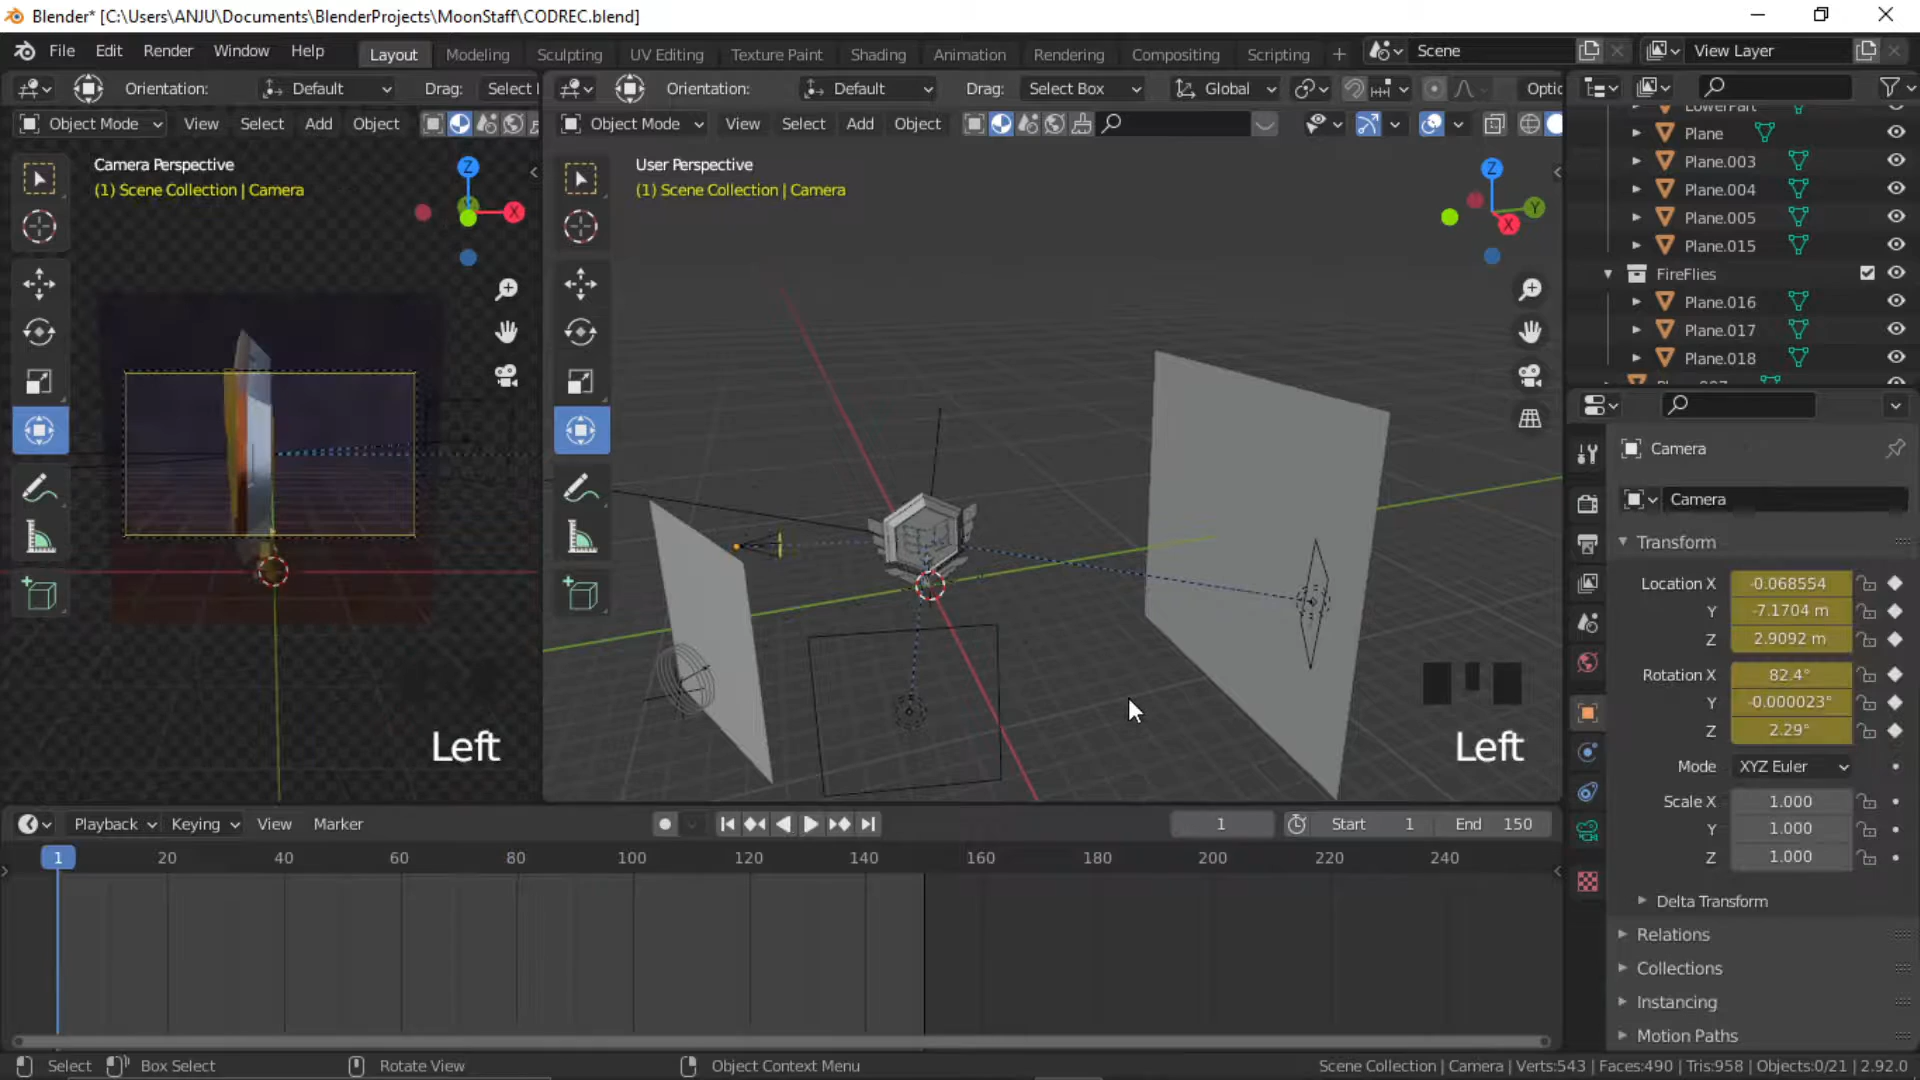 Blender* [C:\Users\ANJU\Documents\BlenderProjects\MoonStaff\CODREC.blend]
File Edit Render Window Help Layout Modeling Sculpting UV Editing Texture Paint Shading Animation Rendering Compositing Scripting + Scene View Layer
Orientation: Default Drag: Select Orientation: Default Drag: Select Box Global Optic
Object Mode View Select Add Object Object Mode View Select Add Object
LowerPart
Plane
Plane.003
Plane.004
Plane.005
Plane.015
FireFlies
Plane.016
Plane.017
Plane.018
Camera Perspective
(1) Scene Collection | Camera
Z
X
User Perspective
(1) Scene Collection | Camera
Z
Y
X
Left
Left
Camera
Camera
Transform
Location X -0.068554
Y -7.1704 m
Z 2.9092 m
Rotation X 82.4°
Y -0.000023°
Z 2.29°
Mode XYZ Euler
Scale X 1.000
Y 1.000
Z 1.000
Delta Transform
Relations
Collections
Instancing
Motion Paths
Playback Keying View Marker 1 Start 1 End 150
1 20 40 60 80 100 120 140 160 180 200 220 240
Select Box Select Rotate View Object Context Menu Scene Collection | Camera | Verts:543 | Faces:490 | Tris:958 | Objects:0/21 | 2.92.0